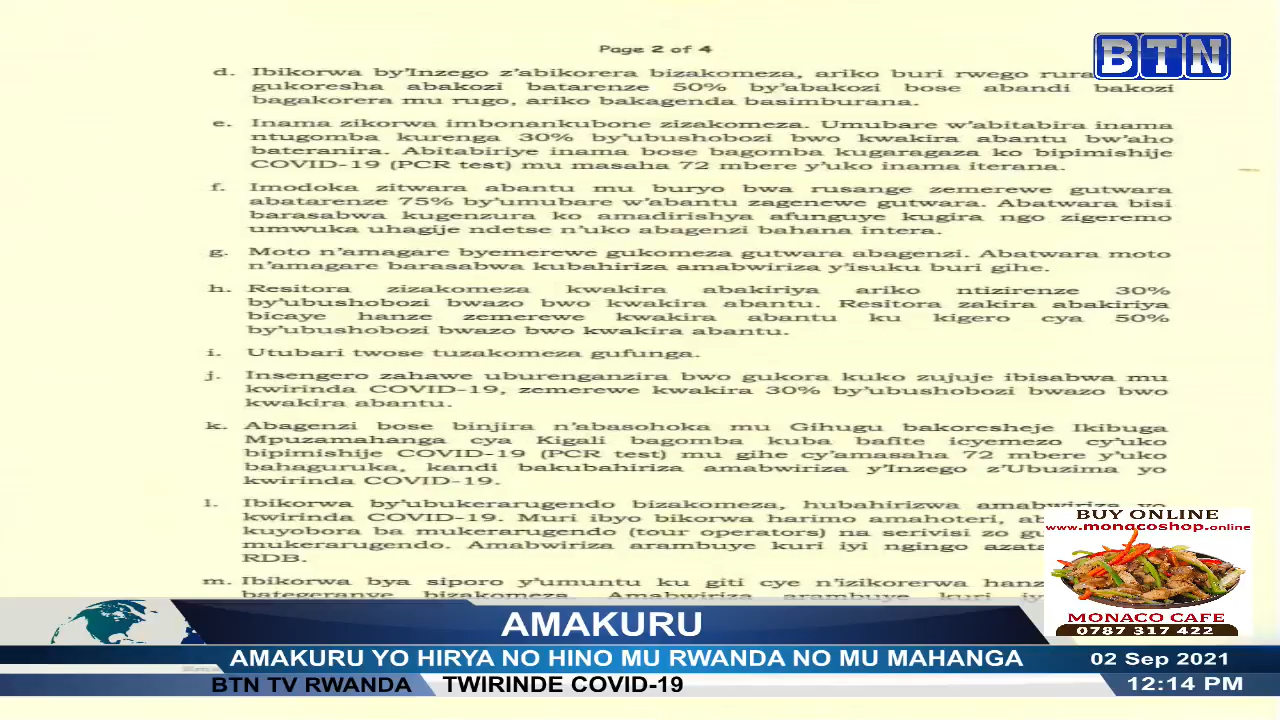 Page 2 of 4
BTN
d. Ibikorwa by'Inzego z'abikorera bizakomeza, ariko buri rwego
gukoresha abakozi batarenze 50% by'abakozi bose abandi bakozi
bagakorera mu rugo, ariko bakagenda basimburana.
e. Inama zikorwa imbonankubone zizakomeza. Umubare w'abitabira inama
ntugomba kurenga 30% by'ubushobozi bwo kwakira abantu bw'aho
bateranira. Abitabiriye inama bose bagomba kugaragaza ko bipimishije
COVID-19 (PCR test) mu masaha 72 mbere y'uko inama iterana.
f. Imodoka zitwara abantu mu buryo bwa rusange zemerewe gutwara
abatarenze 75% by'umubare w'abantu zagenewe gutwara. Abatwara bisi
barasabwa kugenzura ko amadirishya afunguye kugira ngo zigeremo
umwuka uhagije ndetse n'uko abagenzi bahana intera.
g. Moto n'amagare byemerewe gukomeza gutwara abagenzi. Abatwara moto
n'amagare barasabwa kubahiriza amabwiriza y'isuku buri gihe.
h. Resitora zizakomeza kwakira abakiriya ariko ntizirenze 30%
by'ubushobozi bwazo bwo kwakira abantu. Resitora zakira abakiriya
bicaye hanze zemerewe kwakira abantu ku kigero cya 50%
by'ubushobozi bwazo bwo kwakira abantu.
i. Utubari twose tuzakomeza gufunga.
j. Insengero zahawe uburenganzira bwo gukora kuko zujuje ibisabwa mu
kwirinda COVID-19, zemerewe kwakira 30% by'ubushobozi bwazo bwo
kwakira abantu.
k. Abagenzi bose binjira n'abasohoka mu Gihugu bakoresheje Ikibuga
Mpuzamahanga cya Kigali bagomba kuba bafite icyemezo cy'uko
bipimishije COVID-19 (PCR test) mu gihe cy'amasaha 72 mbere y'uko
bahaguruka, kandi bakubahiriza amabwiriza y'Inzego z'Ubuzima yo
kwirinda COVID-19.
l. Ibikorwa by'ubukerarugendo bizakomeza, hubahirizwa amabwiriza
kwirinda COVID-19. Muri ibyo bikorwa harimo amahoteri,
kuyobora ba mukerarugendo (tour operators) na serivisi zo
mukerarugendo. Amabwiriza arambuye kuri iyi ngingo
RDB.
m. Ibikorwa bya siporo y'umuntu ku giti cye n'izikorerwa
bategeranye bizakomeza. Amabwiriza arambuye kuri
BUY ONLINE
www.monacoshop.online
MONACO CAFE
0787 317 422
AMAKURU
AMAKURU YO HIRYA NO HINO MU RWANDA NO MU MAHANGA
02 Sep 2021
BTN TV RWANDA
TWIRINDE COVID-19
12:14 PM